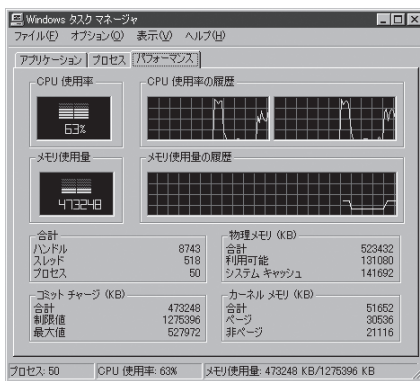 Windows タスク マネージャ
ファイル(F) オプション(O) 表示(V) ヘルプ(H)
アプリケーション プロセス パフォーマンス
CPU 使用率 CPU 使用率の履歴
63%
メモリ使用量 メモリ使用量の履歴
473248
合計 物理メモリ (KB)
ハンドル 8743 合計 523432
スレッド 518 利用可能 131080
プロセス 50 システム キャッシュ 141692
コミット チャージ (KB) カーネル メモリ (KB)
合計 473248 合計 51652
制限値 1275396 ページ 30536
最大値 527972 非ページ 21116
プロセス: 50 CPU 使用率: 63% メモリ使用量: 473248 KB/1275396 KB